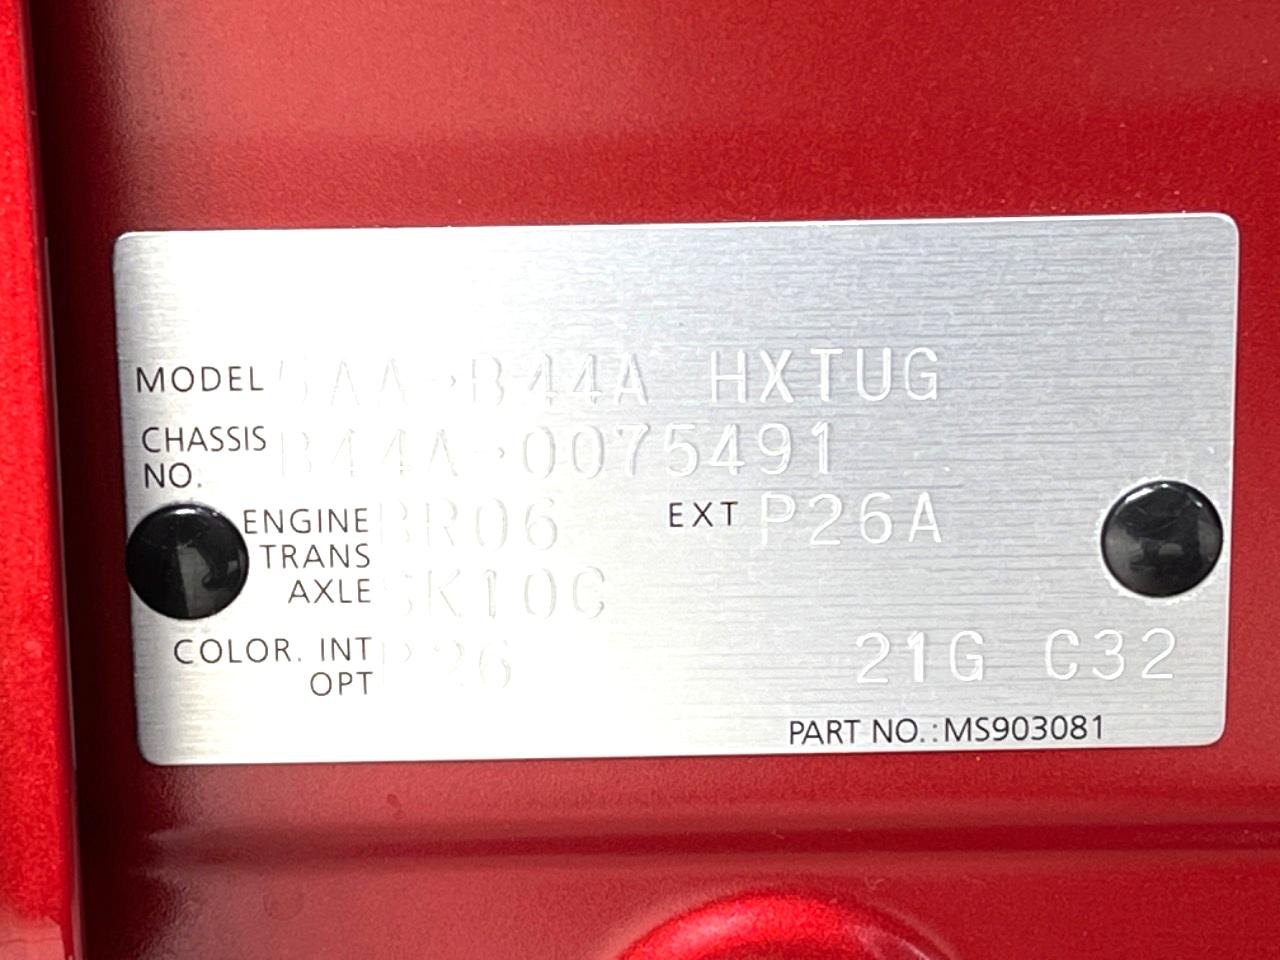 MODEL 5AA-B44A HXTUG
CHASSIS NO. B44A-0075491
ENGINE BR06 EXT P26A
TRANS AXLE CK10C
COLOR. INT OPT P26 21G C32
PART NO.:MS903081